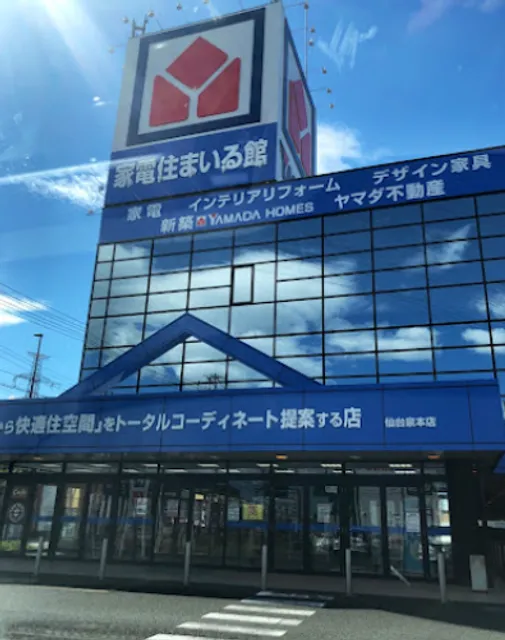 家電住まいる館
家電 インテリアリフォーム デザイン家具
新築 YAMADA HOMES ヤマダ不動産
から快適住空間』をトータルコーディネート提案する店 仙台泉本店